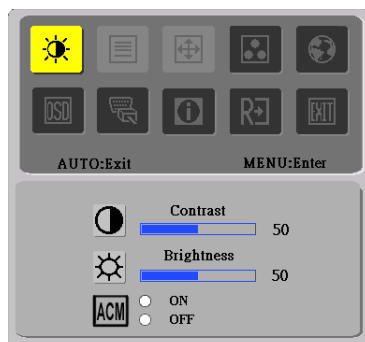 OSD R EXIT
AUTO:Exit MENU:Enter
Contrast
50
Brightness
50
ACM ON
OFF